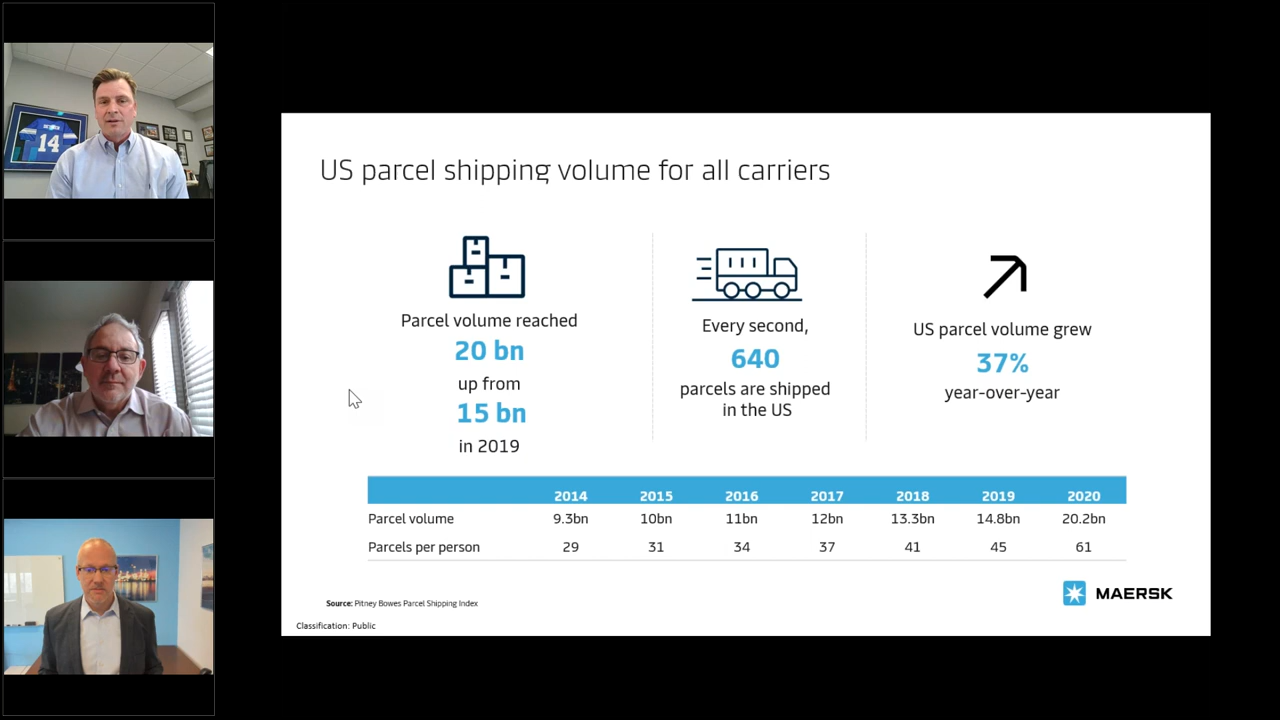 14
US parcel shipping volume for all carriers
Parcel volume reached
20 bn
up from
15 bn
in 2019
Every second,
640
parcels are shipped
in the US
US parcel volume grew
37%
year-over-year
2014 2015 2016 2017 2018 2019 2020
Parcel volume 9.3bn 10bn 11bn 12bn 13.3bn 14.8bn 20.2bn
Parcels per person 29 31 34 37 41 45 61
Source: Pitney Bowes Parcel Shipping Index
MAERSK
Classification: Public